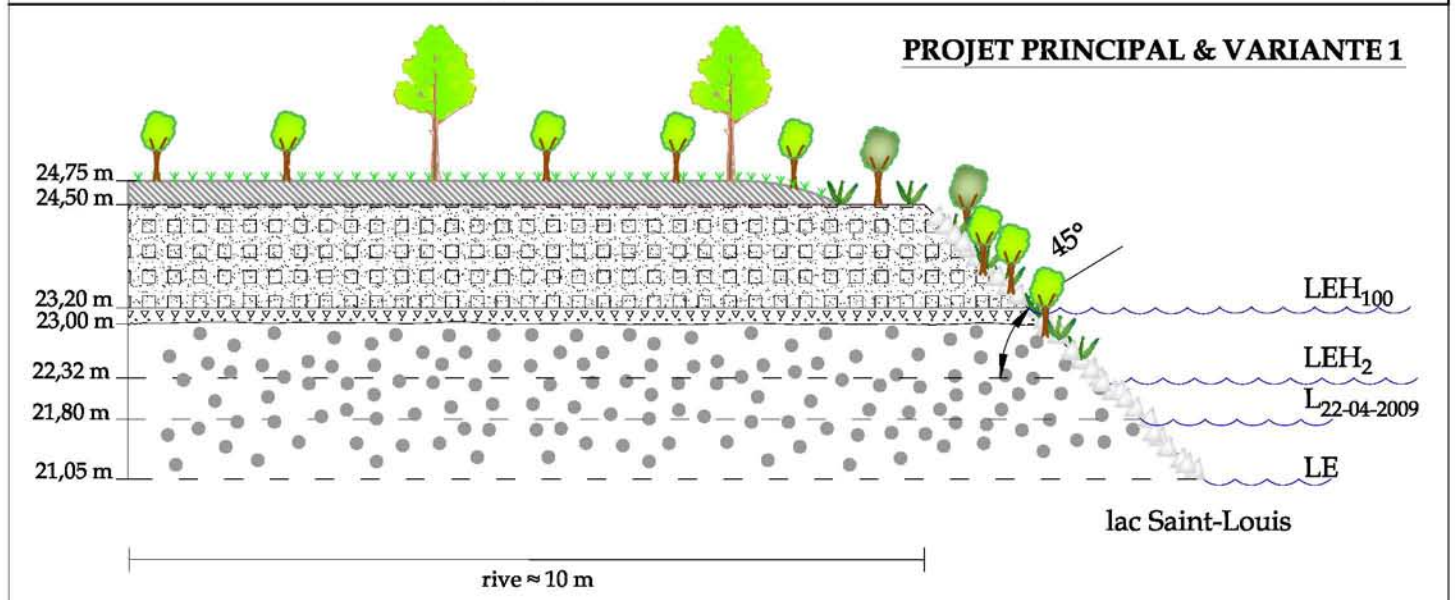 PROJET PRINCIPAL & VARIANTE 1
24,75 m
24,50 m
45°
23,20 m
LEH100
23,00 m
22,32 m
LEH2
21,80 m
L22-04-2009
21,05 m
LE
lac Saint-Louis
rive ≈ 10 m